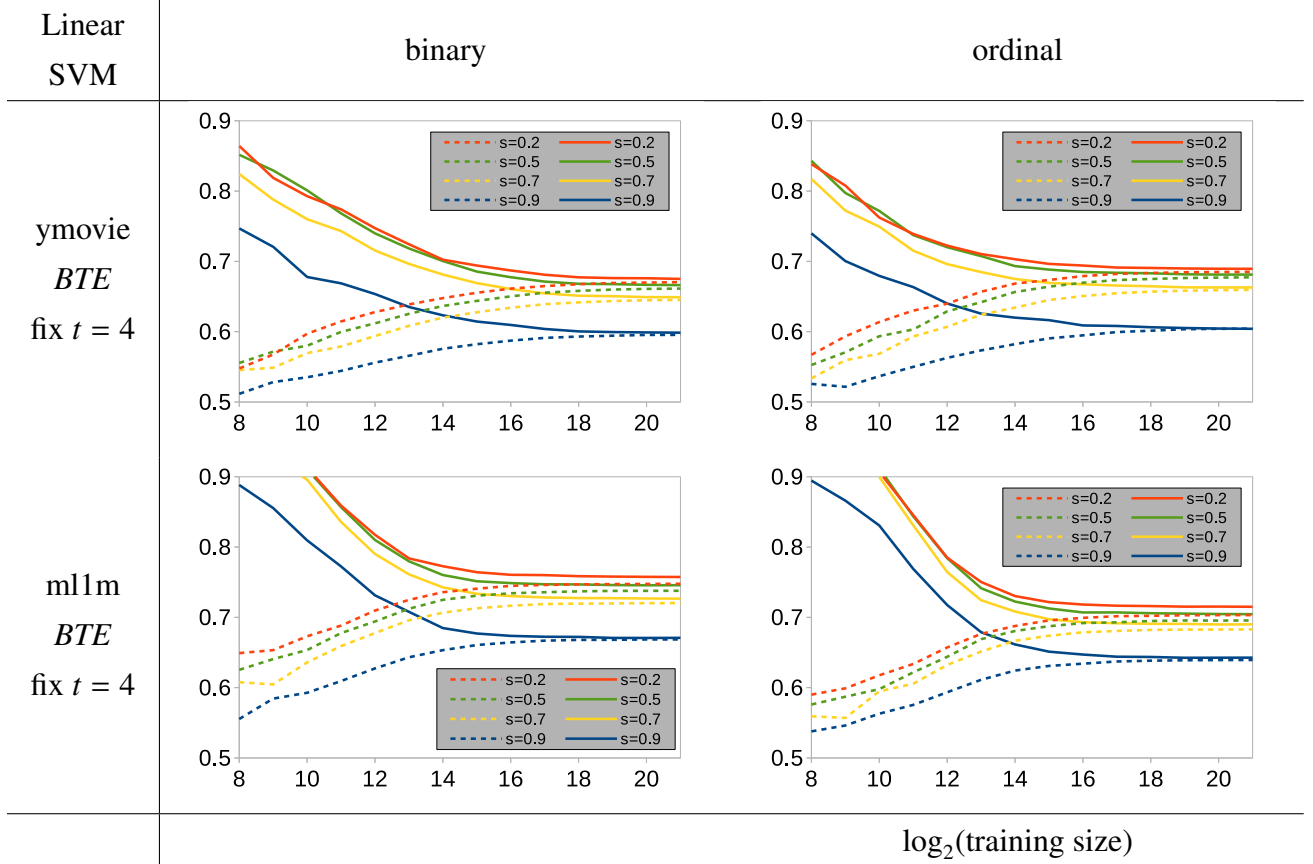 Linear
SVM
binary
ordinal
ymovie
BTE
fix t = 4
0.9
0.8
0.7
0.6
0.5
8 10 12 14 16 18 20
s=0.2 s=0.2
s=0.5 s=0.5
s=0.7 s=0.7
s=0.9 s=0.9
0.9
0.8
0.7
0.6
0.5
8 10 12 14 16 18 20
s=0.2 s=0.2
s=0.5 s=0.5
s=0.7 s=0.7
s=0.9 s=0.9
ml1m
BTE
fix t = 4
0.9
0.8
0.7
0.6
0.5
8 10 12 14 16 18 20
s=0.2 s=0.2
s=0.5 s=0.5
s=0.7 s=0.7
s=0.9 s=0.9
0.9
0.8
0.7
0.6
0.5
8 10 12 14 16 18 20
s=0.2 s=0.2
s=0.5 s=0.5
s=0.7 s=0.7
s=0.9 s=0.9
log₂(training size)